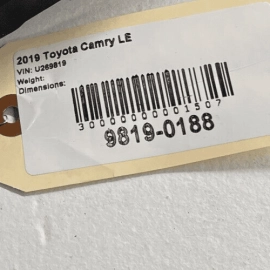 2019 Toyota Camry LE
VIN: U269819
Weight:
Dimensions:
3000000001507
9819-0188